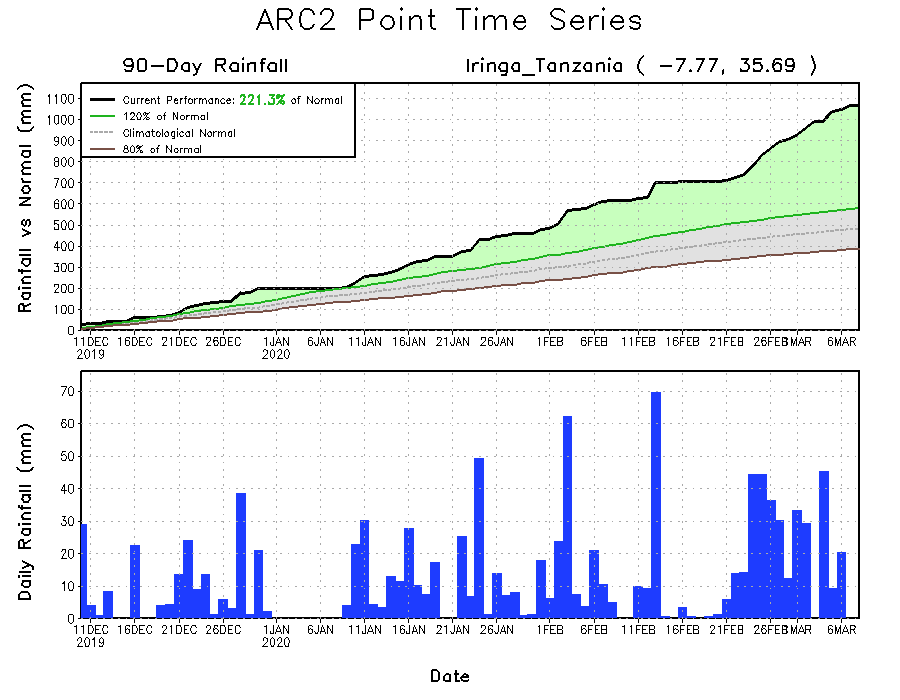 ARC2 Point Time Series
90-Day Rainfall
Iringa_Tanzania ( -7.77, 35.69 )
Rainfall vs Normal (mm)
1100
1000
900
800
700
600
500
400
300
200
100
0
Current Performance: 221.3% of Normal
120% of Normal
Climatological Normal
80% of Normal
11DEC 16DEC 21DEC 26DEC 1JAN 6JAN 11JAN 16JAN 21JAN 26JAN 1FEB 6FEB 11FEB 16FEB 21FEB 26FEB 1MAR 6MAR
2019 2020
Daily Rainfall (mm)
70
60
50
40
30
20
10
0
11DEC 16DEC 21DEC 26DEC 1JAN 6JAN 11JAN 16JAN 21JAN 26JAN 1FEB 6FEB 11FEB 16FEB 21FEB 26FEB 1MAR 6MAR
2019 2020
Date